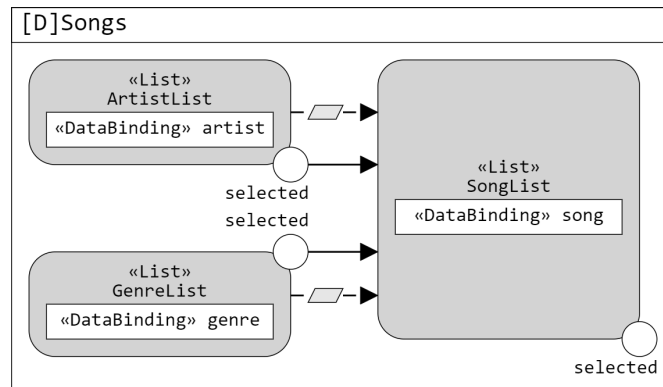 [D]Songs
«List»
ArtistList
«DataBinding» artist
selected
selected
«List»
GenreList
«DataBinding» genre
«List»
SongList
«DataBinding» song
selected